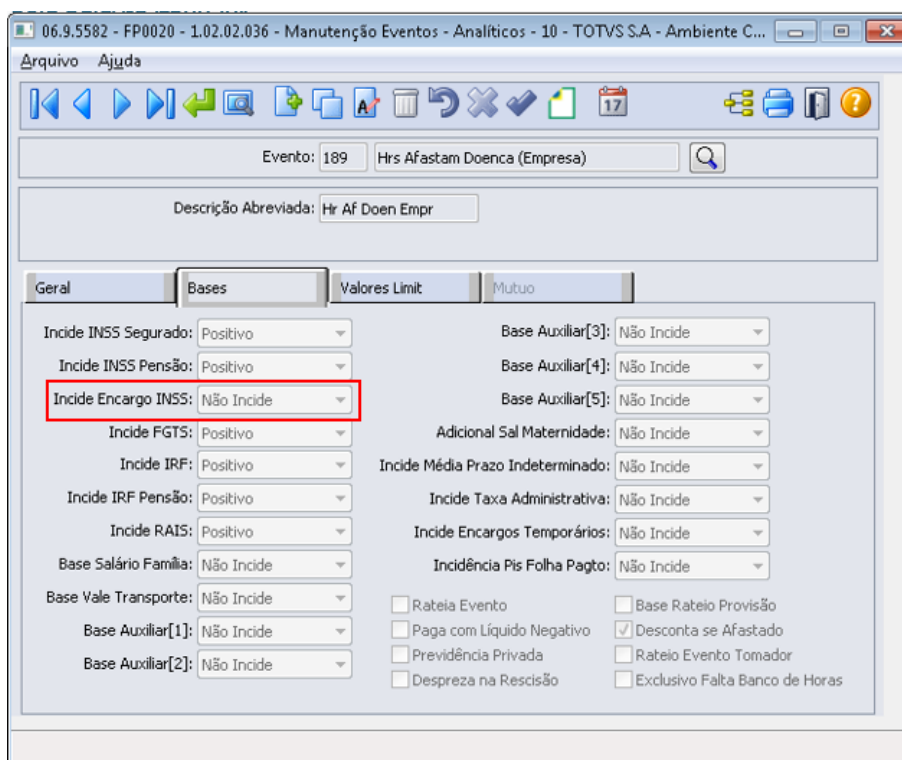 06.9.5582 - FP0020 - 1.02.02.036 - Manutenção Eventos - Analíticos - 10 - TOTVS S.A - Ambiente C...
Arquivo Ajuda
17
Evento: 189 Hrs Afastam Doenca (Empresa)
Descrição Abreviada: Hr Af Doen Empr
Geral Bases Valores Limit Mutuo
Incide INSS Segurado: Positivo Base Auxiliar[3]: Não Incide
Incide INSS Pensão: Positivo Base Auxiliar[4]: Não Incide
Incide Encargo INSS: Não Incide Base Auxiliar[5]: Não Incide
Incide FGTS: Positivo Adicional Sal Maternidade: Não Incide
Incide IRF: Positivo Incide Média Prazo Indeterminado: Não Incide
Incide IRF Pensão: Positivo Incide Taxa Administrativa: Não Incide
Incide RAIS: Positivo Incide Encargos Temporários: Não Incide
Base Salário Família: Não Incide Incidência Pis Folha Pagto: Não Incide
Base Vale Transporte: Não Incide Rateia Evento Base Rateio Provisão
Base Auxiliar[1]: Não Incide Paga com Líquido Negativo Desconta se Afastado
Base Auxiliar[2]: Não Incide Previdência Privada Rateio Evento Tomador
Despreza na Rescisão Exclusivo Falta Banco de Horas